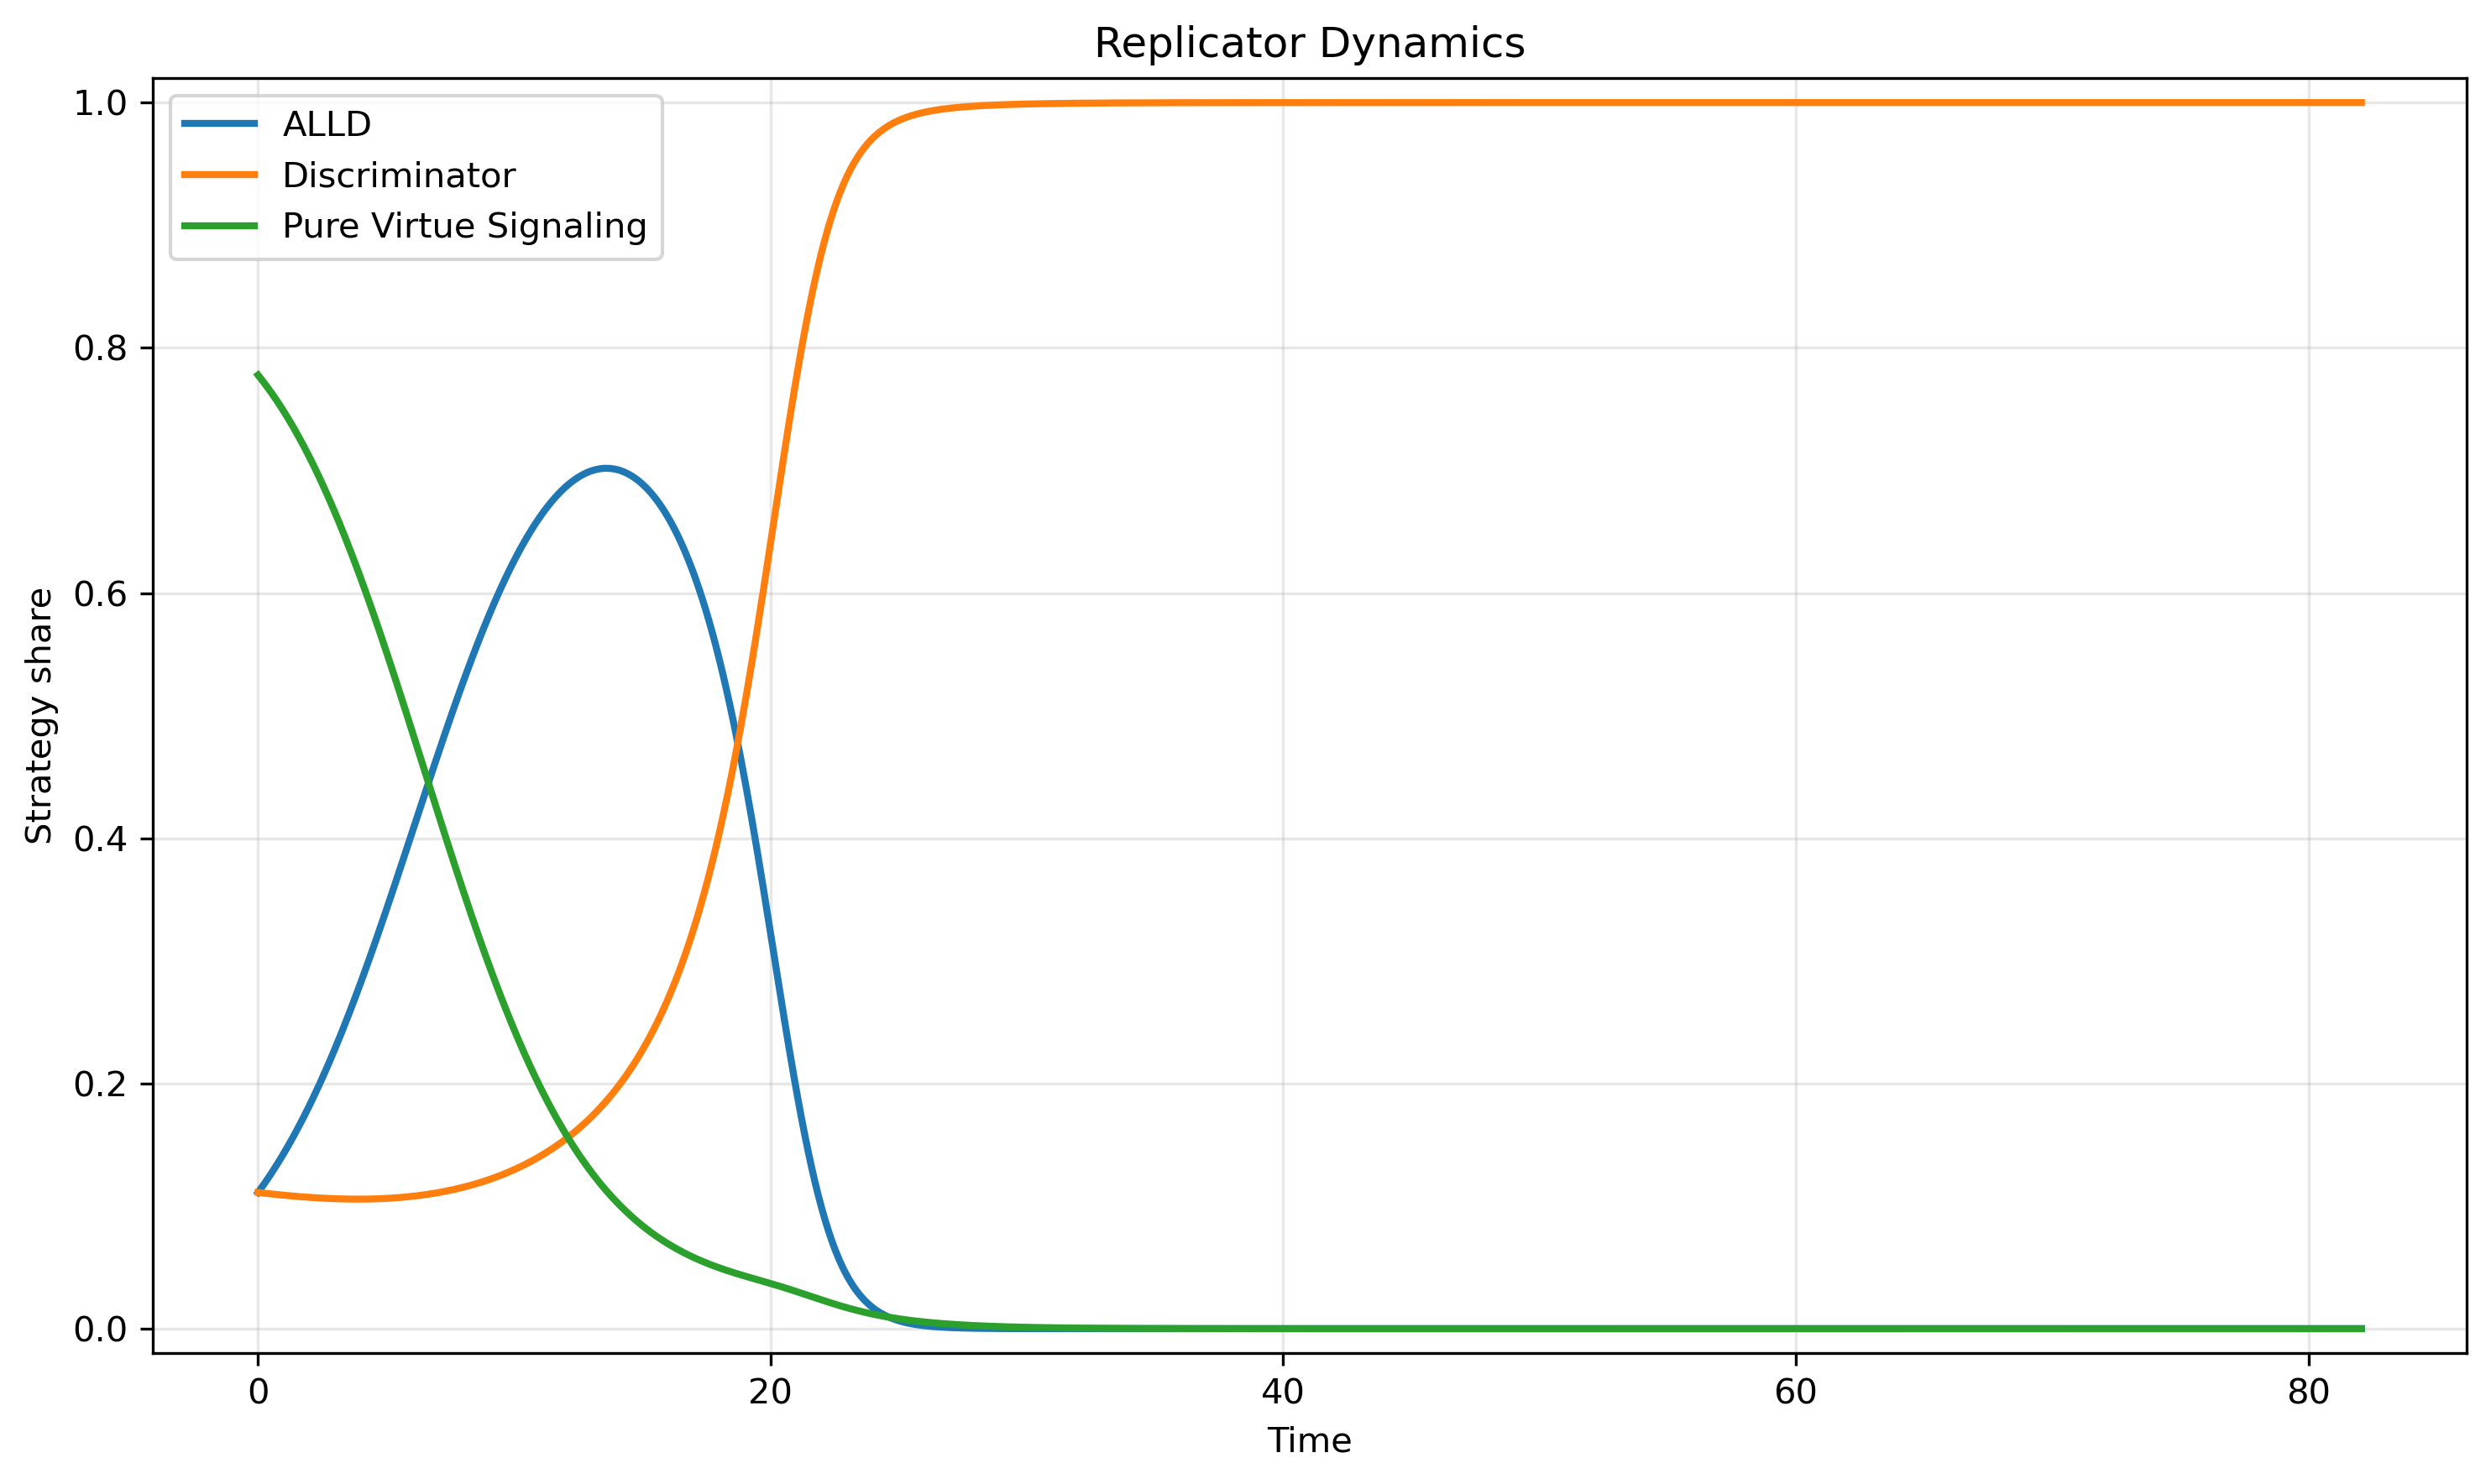 Replicator Dynamics
ALLD
Discriminator
Pure Virtue Signaling
Strategy share
1.0
0.8
0.6
0.4
0.2
0.0
0 20 40 60 80
Time